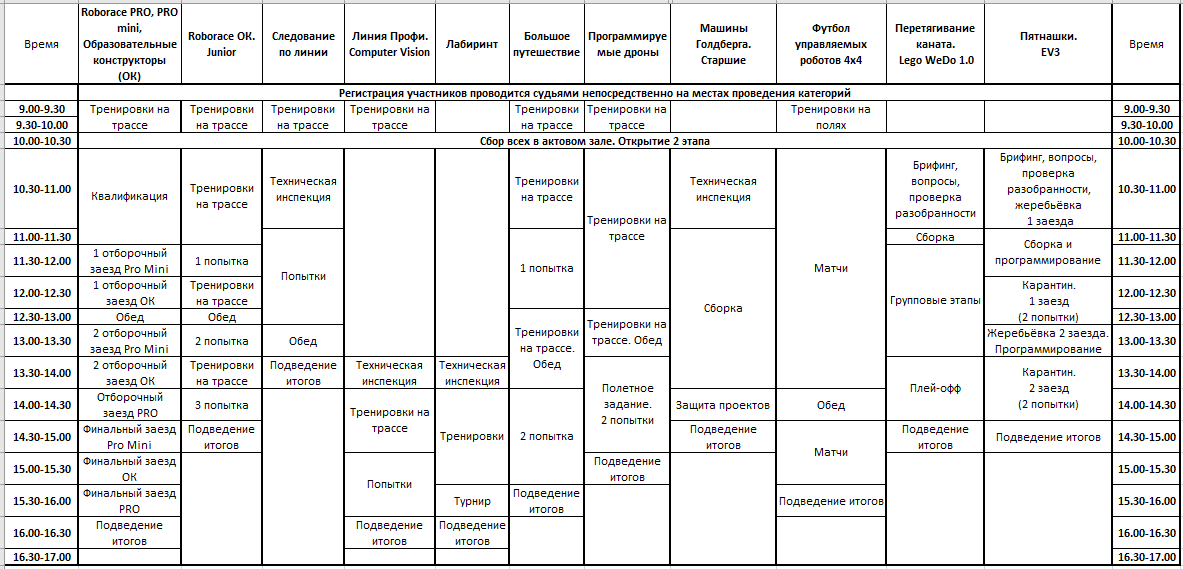 Время
Roborace PRO, PRO
mini,
Образовательные
конструкторы
(ОК)
Roborace ОК.
Junior
Следование
по линии
Линия Профи.
Computer Vision
Лабиринт
Большое
путешествие
Программируе
мые дроны
Машины
Голдберга.
Старшие
Футбол
управляемых
роботов 4х4
Перетягивание
каната.
Lego WeDo 1.0
Пятнашки.
EV3
Время
Регистрация участников проводится судьями непосредственно на местах проведения категорий
9.00-9.30
Тренировки на
трассе
Тренировки
на трассе
Тренировки
на трассе
Тренировки на
трассе
Тренировки
на трассе
Тренировки на
трассе
Тренировки на
полях
9.00-9.30
9.30-10.00
9.30-10.00
10.00-10.30
Сбор всех в актовом зале. Открытие 2 этапа
10.00-10.30
10.30-11.00
Квалификация
Тренировки
на трассе
Техническая
инспекция
Тренировки
на трассе
Тренировки на
трассе
Техническая
инспекция
Матчи
Брифинг,
вопросы,
проверка
разобранности
Брифинг, вопросы,
проверка
разобранности,
жеребьёвка
1 заезда
10.30-11.00
11.00-11.30
Попытки
1 попытка
Сборка
Сборка
Сборка и
программирование
11.00-11.30
11.30-12.00
1 отборочный
заезд Pro Mini
1 попытка
Групповые этапы
11.30-12.00
12.00-12.30
1 отборочный
заезд ОК
Тренировки
на трассе
Карантин.
1 заезд
(2 попытки)
12.00-12.30
12.30-13.00
Обед
Обед
Тренировки
на трассе.
Обед
Тренировки на
трассе. Обед
12.30-13.00
13.00-13.30
2 отборочный
заезд Pro Mini
2 попытка
Обед
Жеребьёвка 2 заезда.
Программирование
13.00-13.30
13.30-14.00
2 отборочный
заезд ОК
Тренировки
на трассе
Подведение
итогов
Техническая
инспекция
Техническая
инспекция
Полетное
задание.
2 попытки
Плей-офф
Карантин.
2 заезд
(2 попытки)
13.30-14.00
14.00-14.30
Отборочный
заезд PRO
3 попытка
Тренировки на
трассе
Тренировки
2 попытка
Защита проектов
Обед
14.00-14.30
14.30-15.00
Финальный заезд
Pro Mini
Подведение
итогов
Подведение
итогов
Матчи
Подведение
итогов
Подведение итогов
14.30-15.00
15.00-15.30
Финальный заезд
ОК
Попытки
Подведение
итогов
15.00-15.30
15.30-16.00
Финальный заезд
PRO
Турнир
Подведение
итогов
Подведение итогов
15.30-16.00
16.00-16.30
Подведение
итогов
Подведение
итогов
Подведение
итогов
16.00-16.30
16.30-17.00
16.30-17.00